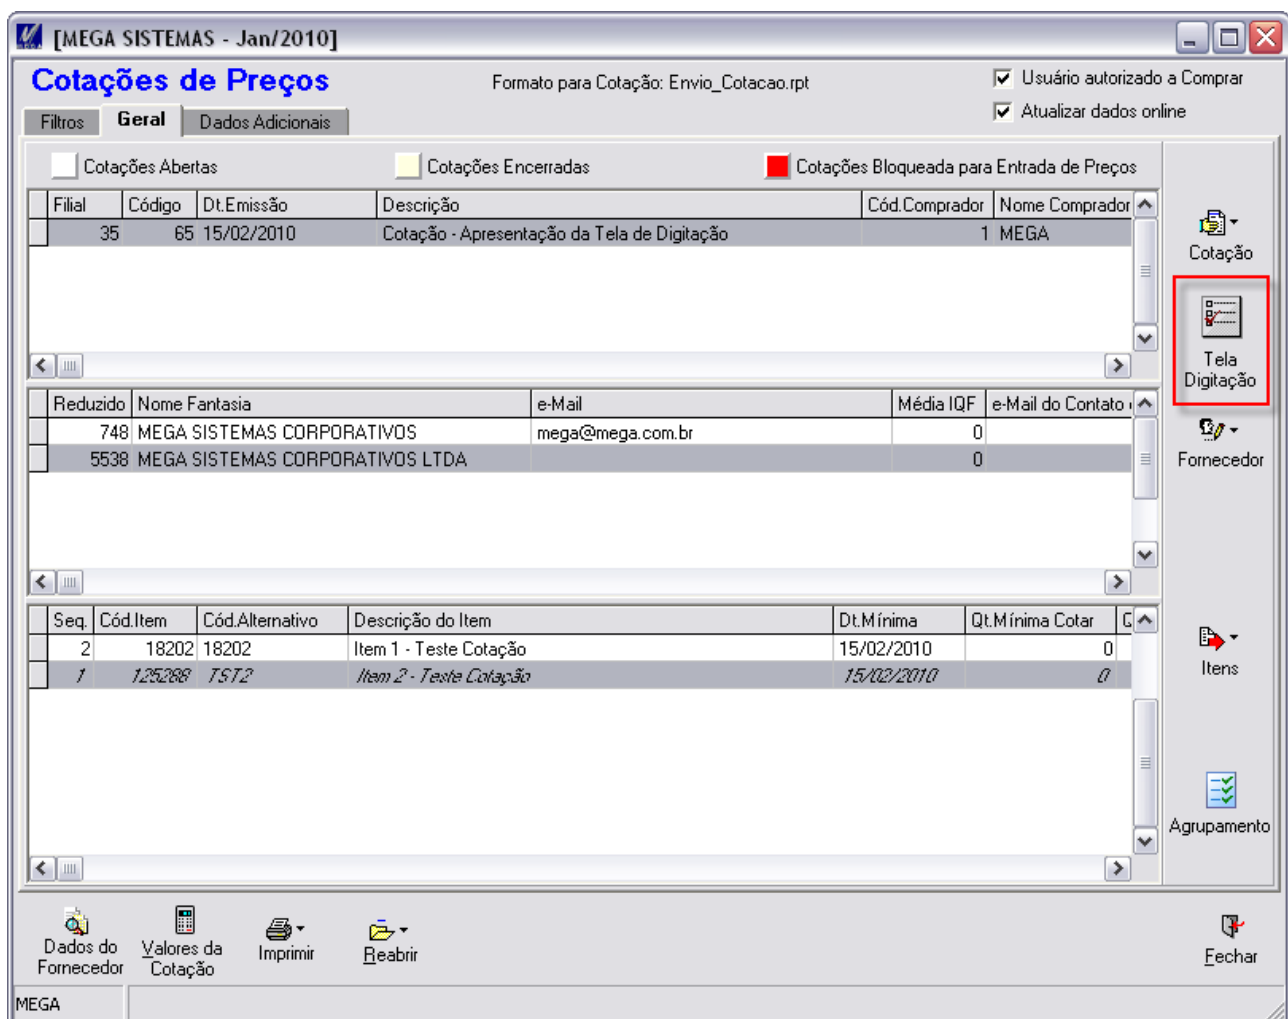 [MEGA SISTEMAS - Jan/2010]
Cotações de Preços
Formato para Cotação: Envio_Cotacao.rpt
Usuário autorizado a Comprar
Atualizar dados online
Filtros Geral Dados Adicionais
Cotações Abertas Cotações Encerradas Cotações Bloqueada para Entrada de Preços
Filial Código Dt.Emissão Descrição Cód.Comprador Nome Comprador
35 65 15/02/2010 Cotação - Apresentação da Tela de Digitação 1 MEGA
Cotação
Tela
Digitação
Reduzido Nome Fantasia e-Mail Média IQF e-Mail do Contato
748 MEGA SISTEMAS CORPORATIVOS mega@mega.com.br 0
5538 MEGA SISTEMAS CORPORATIVOS LTDA 0
Fornecedor
Seq. Cód.Item Cód.Alternativo Descrição do Item Dt.Mínima Qt.Mínima Cotar
2 18202 18202 Item 1 - Teste Cotação 15/02/2010 0
1 125288 TST2 Item 2 - Teste Cotação 15/02/2010 0
Itens
Agrupamento
Dados do
Fornecedor
Valores da
Cotação
Imprimir
Reabrir
Fechar
MEGA